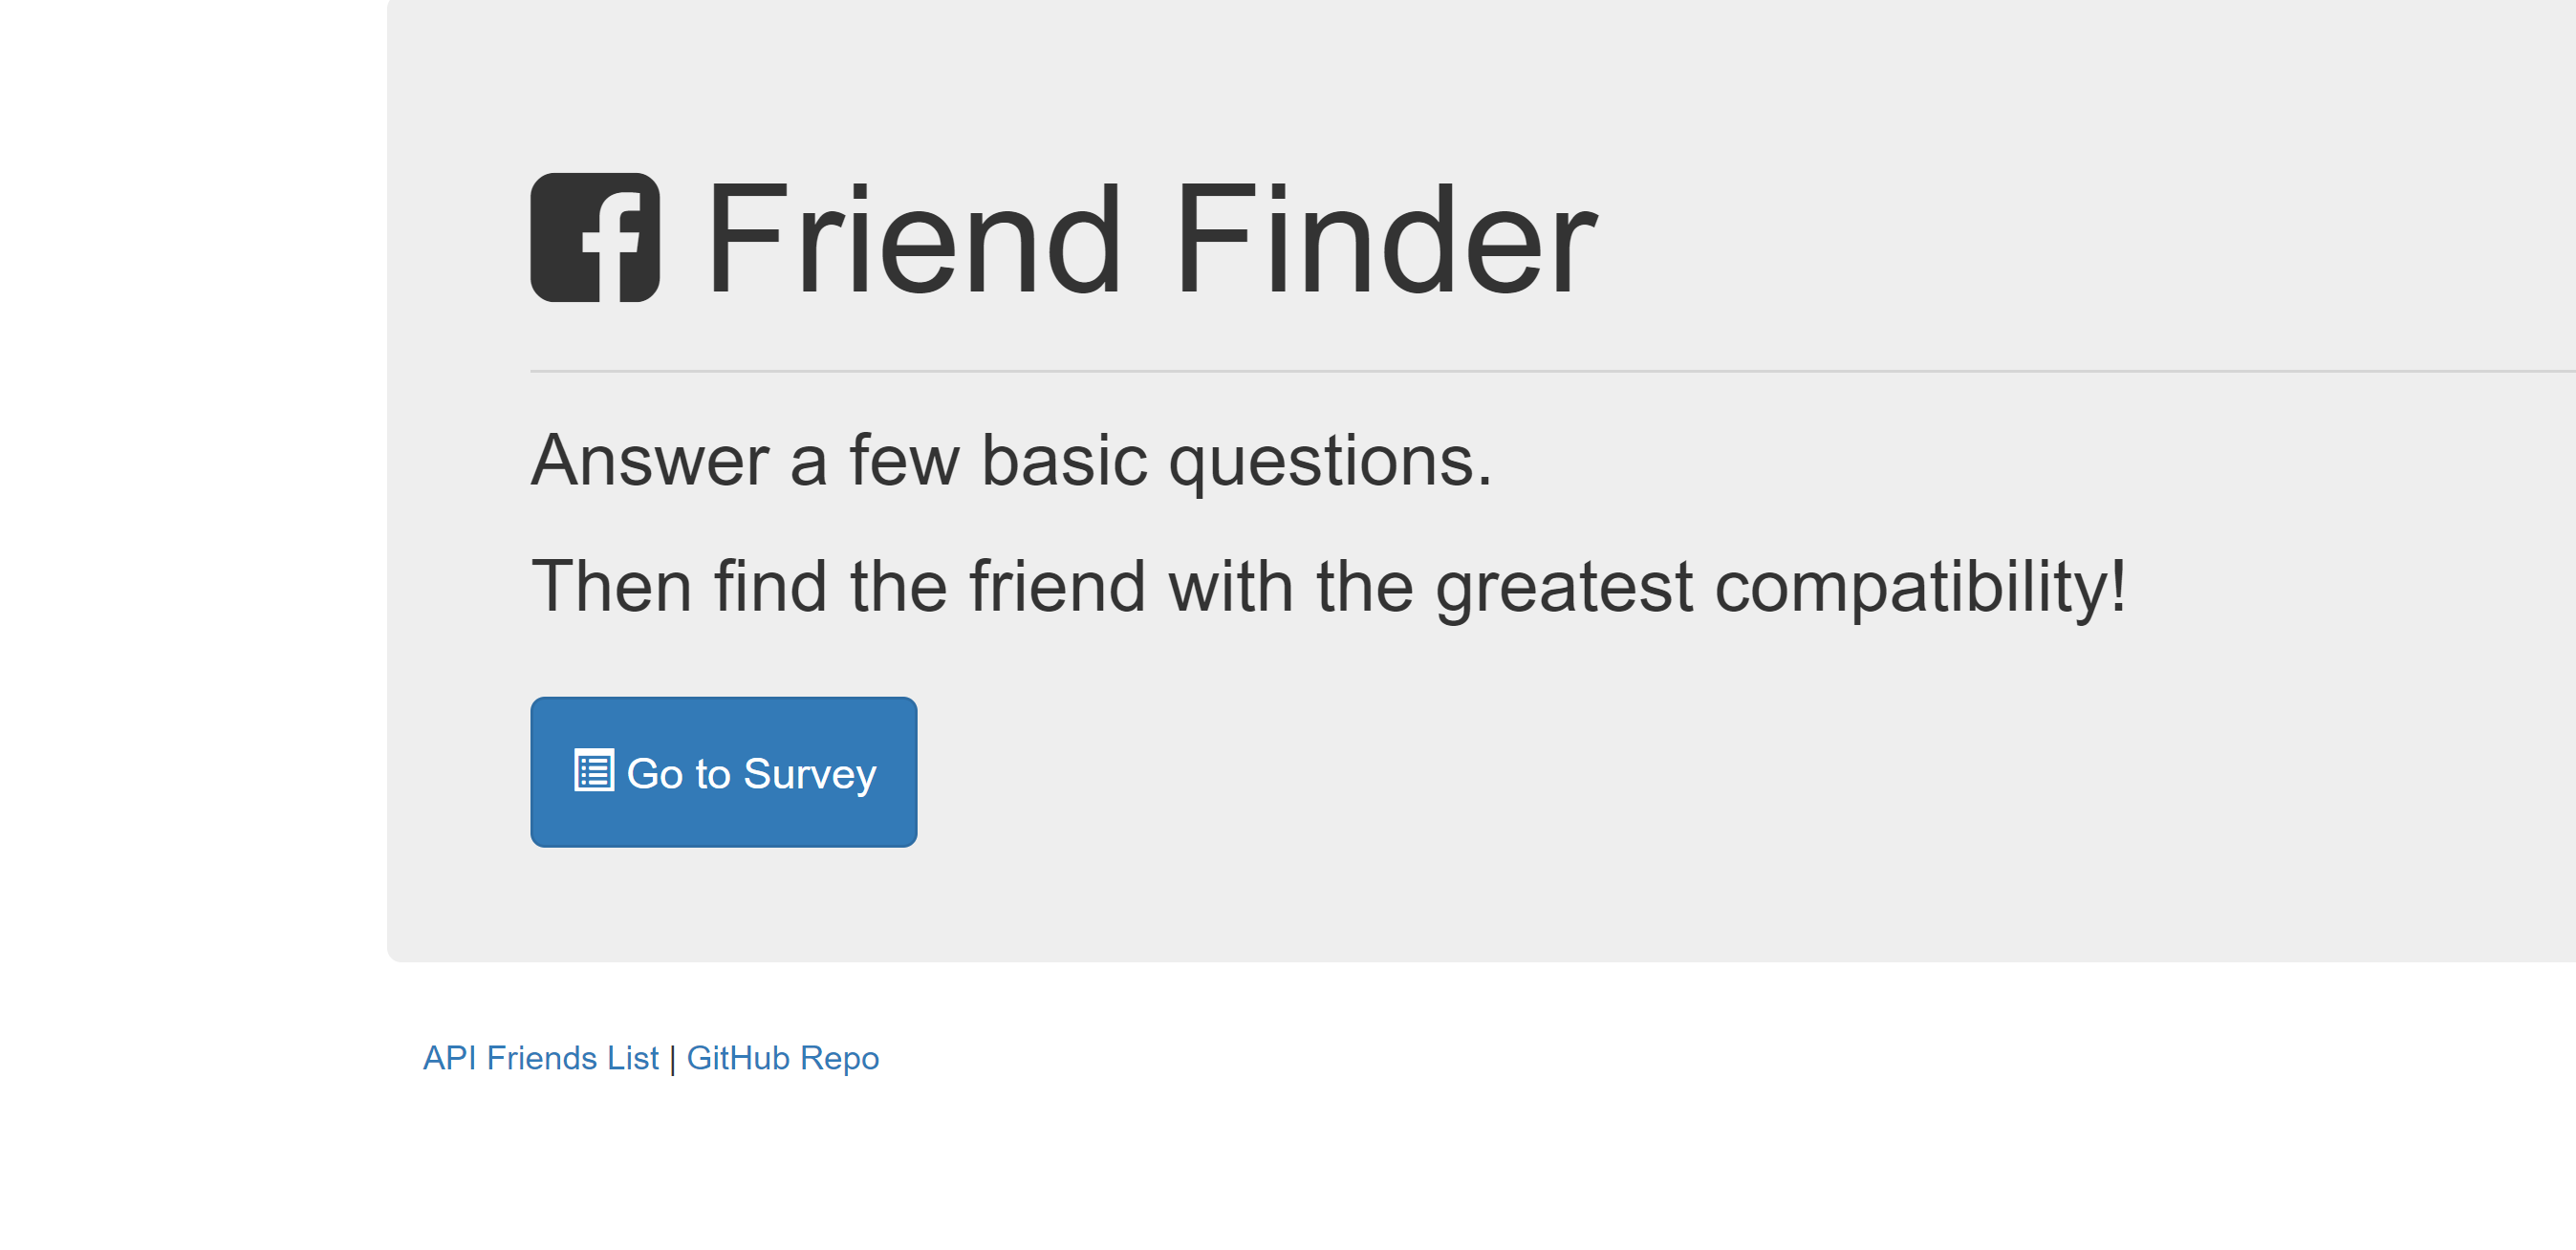 Friend Finder
Answer a few basic questions.
Then find the friend with the greatest compatibility!
Go to Survey
API Friends List | GitHub Repo